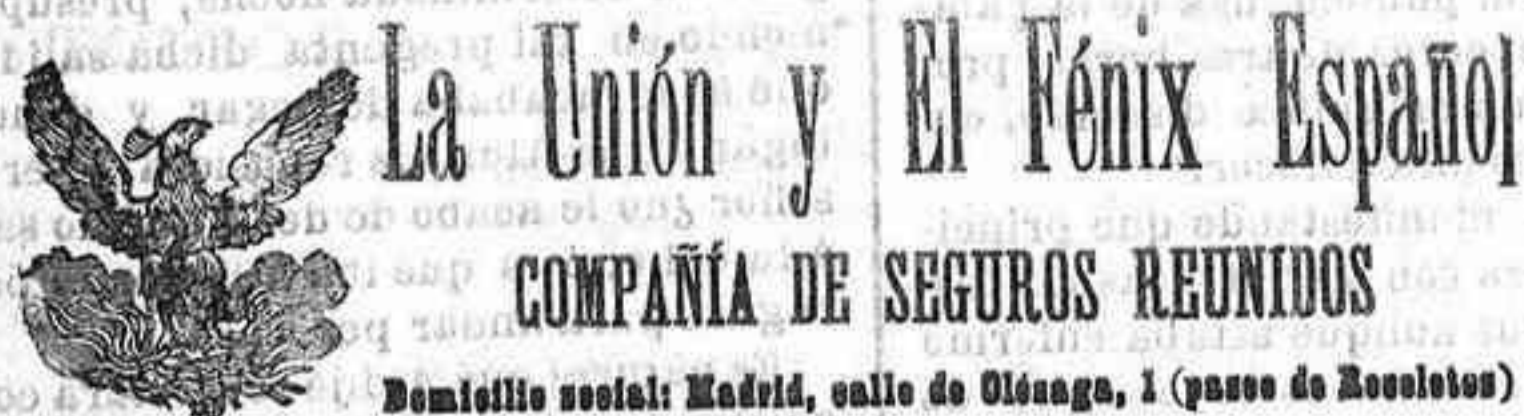 La Unión y El Fénix Español
COMPAÑÍA DE SEGUROS REUNIDOS
Domicilio social: Madrid, calle de Olózaga, 1 (paseo de Recoletos)